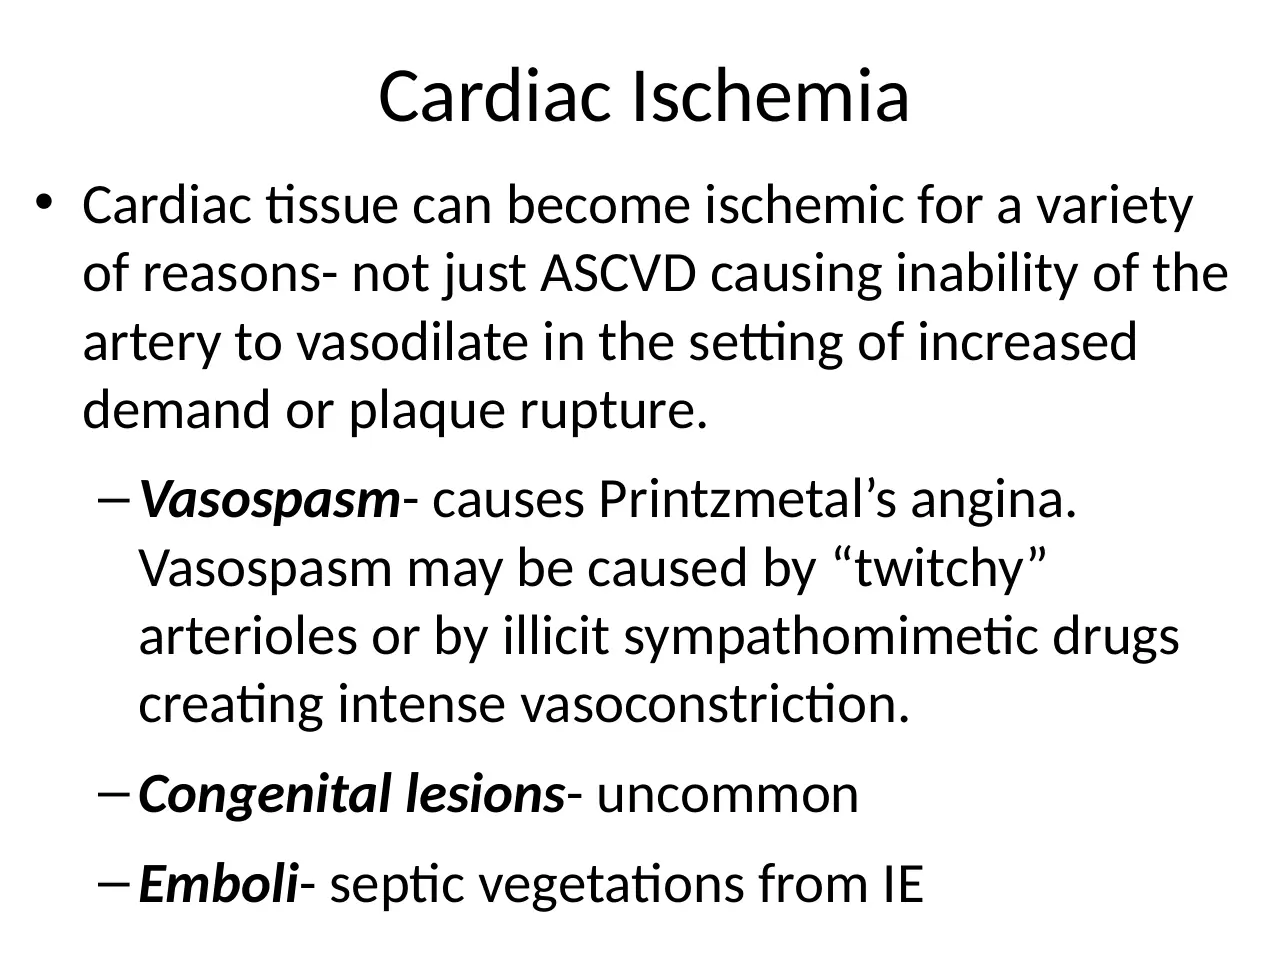 Cardiac Ischemia
• Cardiac tissue can become ischemic for a variety
of reasons- not just ASCVD causing inability of the
artery to vasodilate in the setting of increased
demand or plaque rupture.
– Vasospasm- causes Printzmetal’s angina.
Vasospasm may be caused by “twitchy”
arterioles or by illicit sympathomimetic drugs
creating intense vasoconstriction.
– Congenital lesions- uncommon
– Emboli- septic vegetations from IE